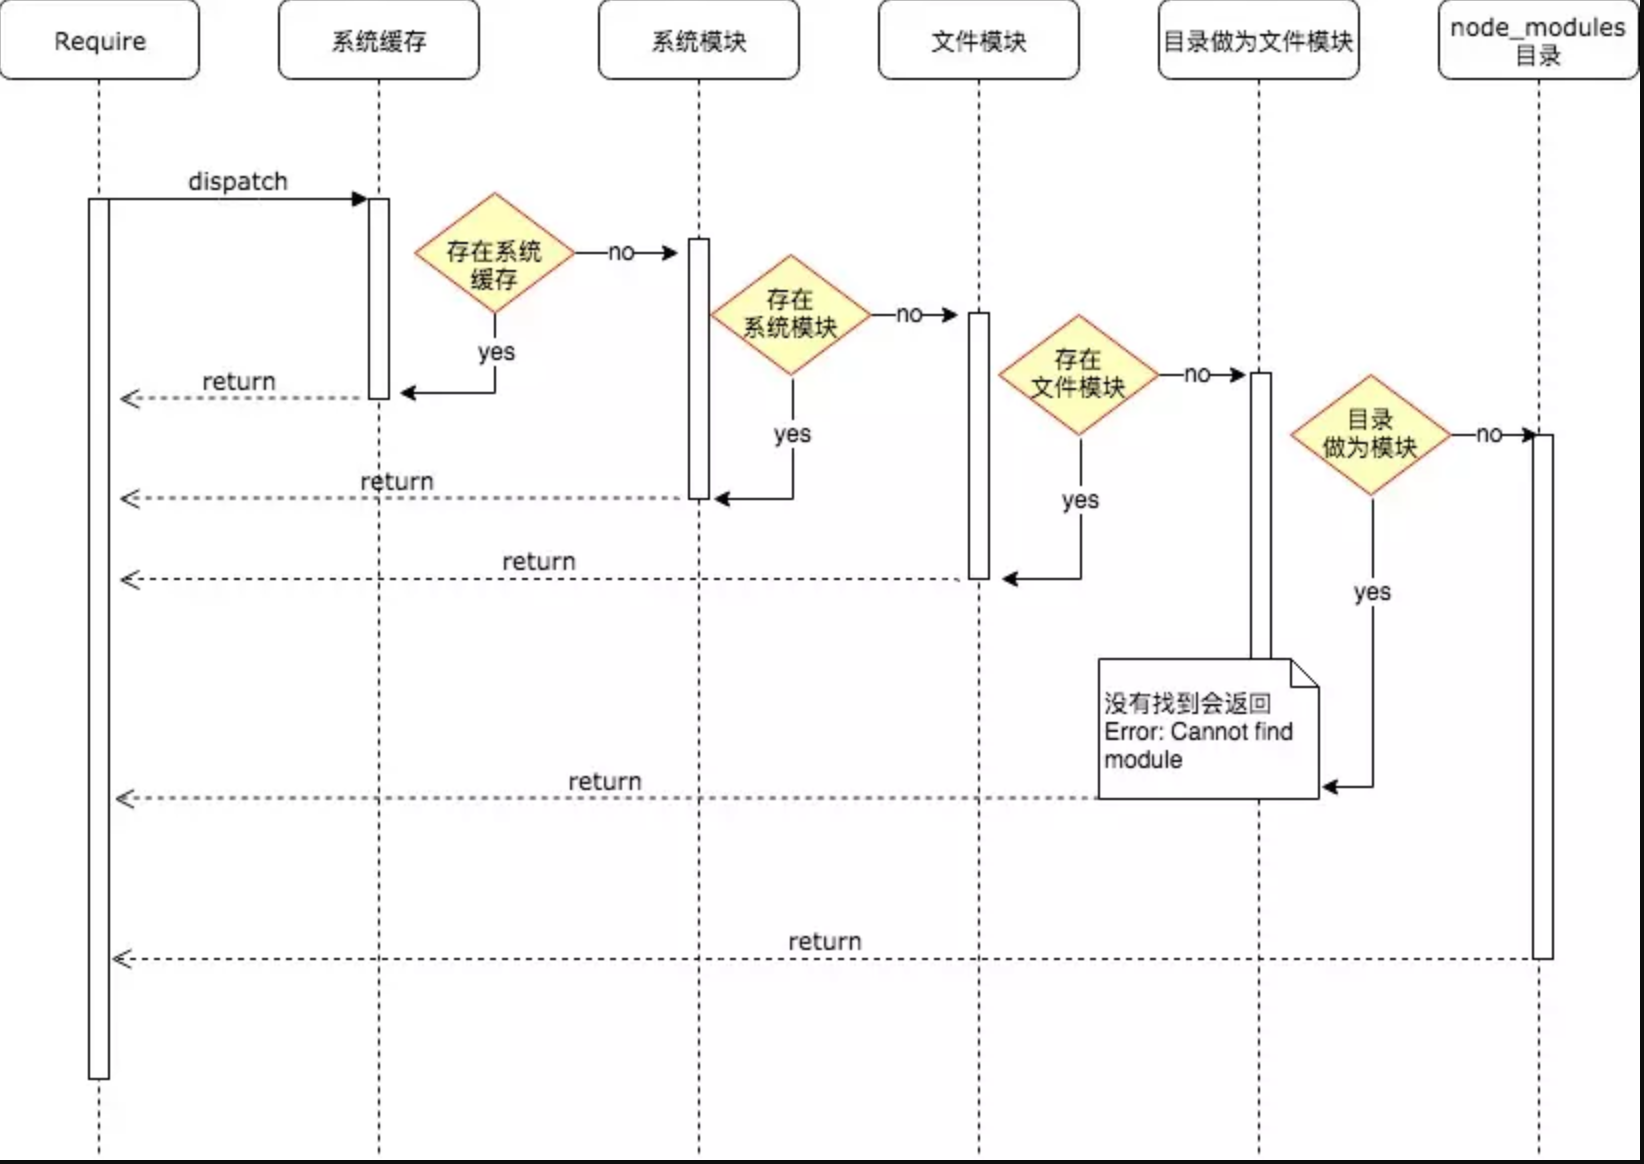 Require
系统缓存
系统模块
文件模块
目录做为文件模块
node_modules
目录
dispatch
存在系统
缓存
no
yes
return
存在
系统模块
no
yes
return
存在
文件模块
no
yes
return
目录
做为模块
no
yes
没有找到会返回
Error: Cannot find
module
return
return